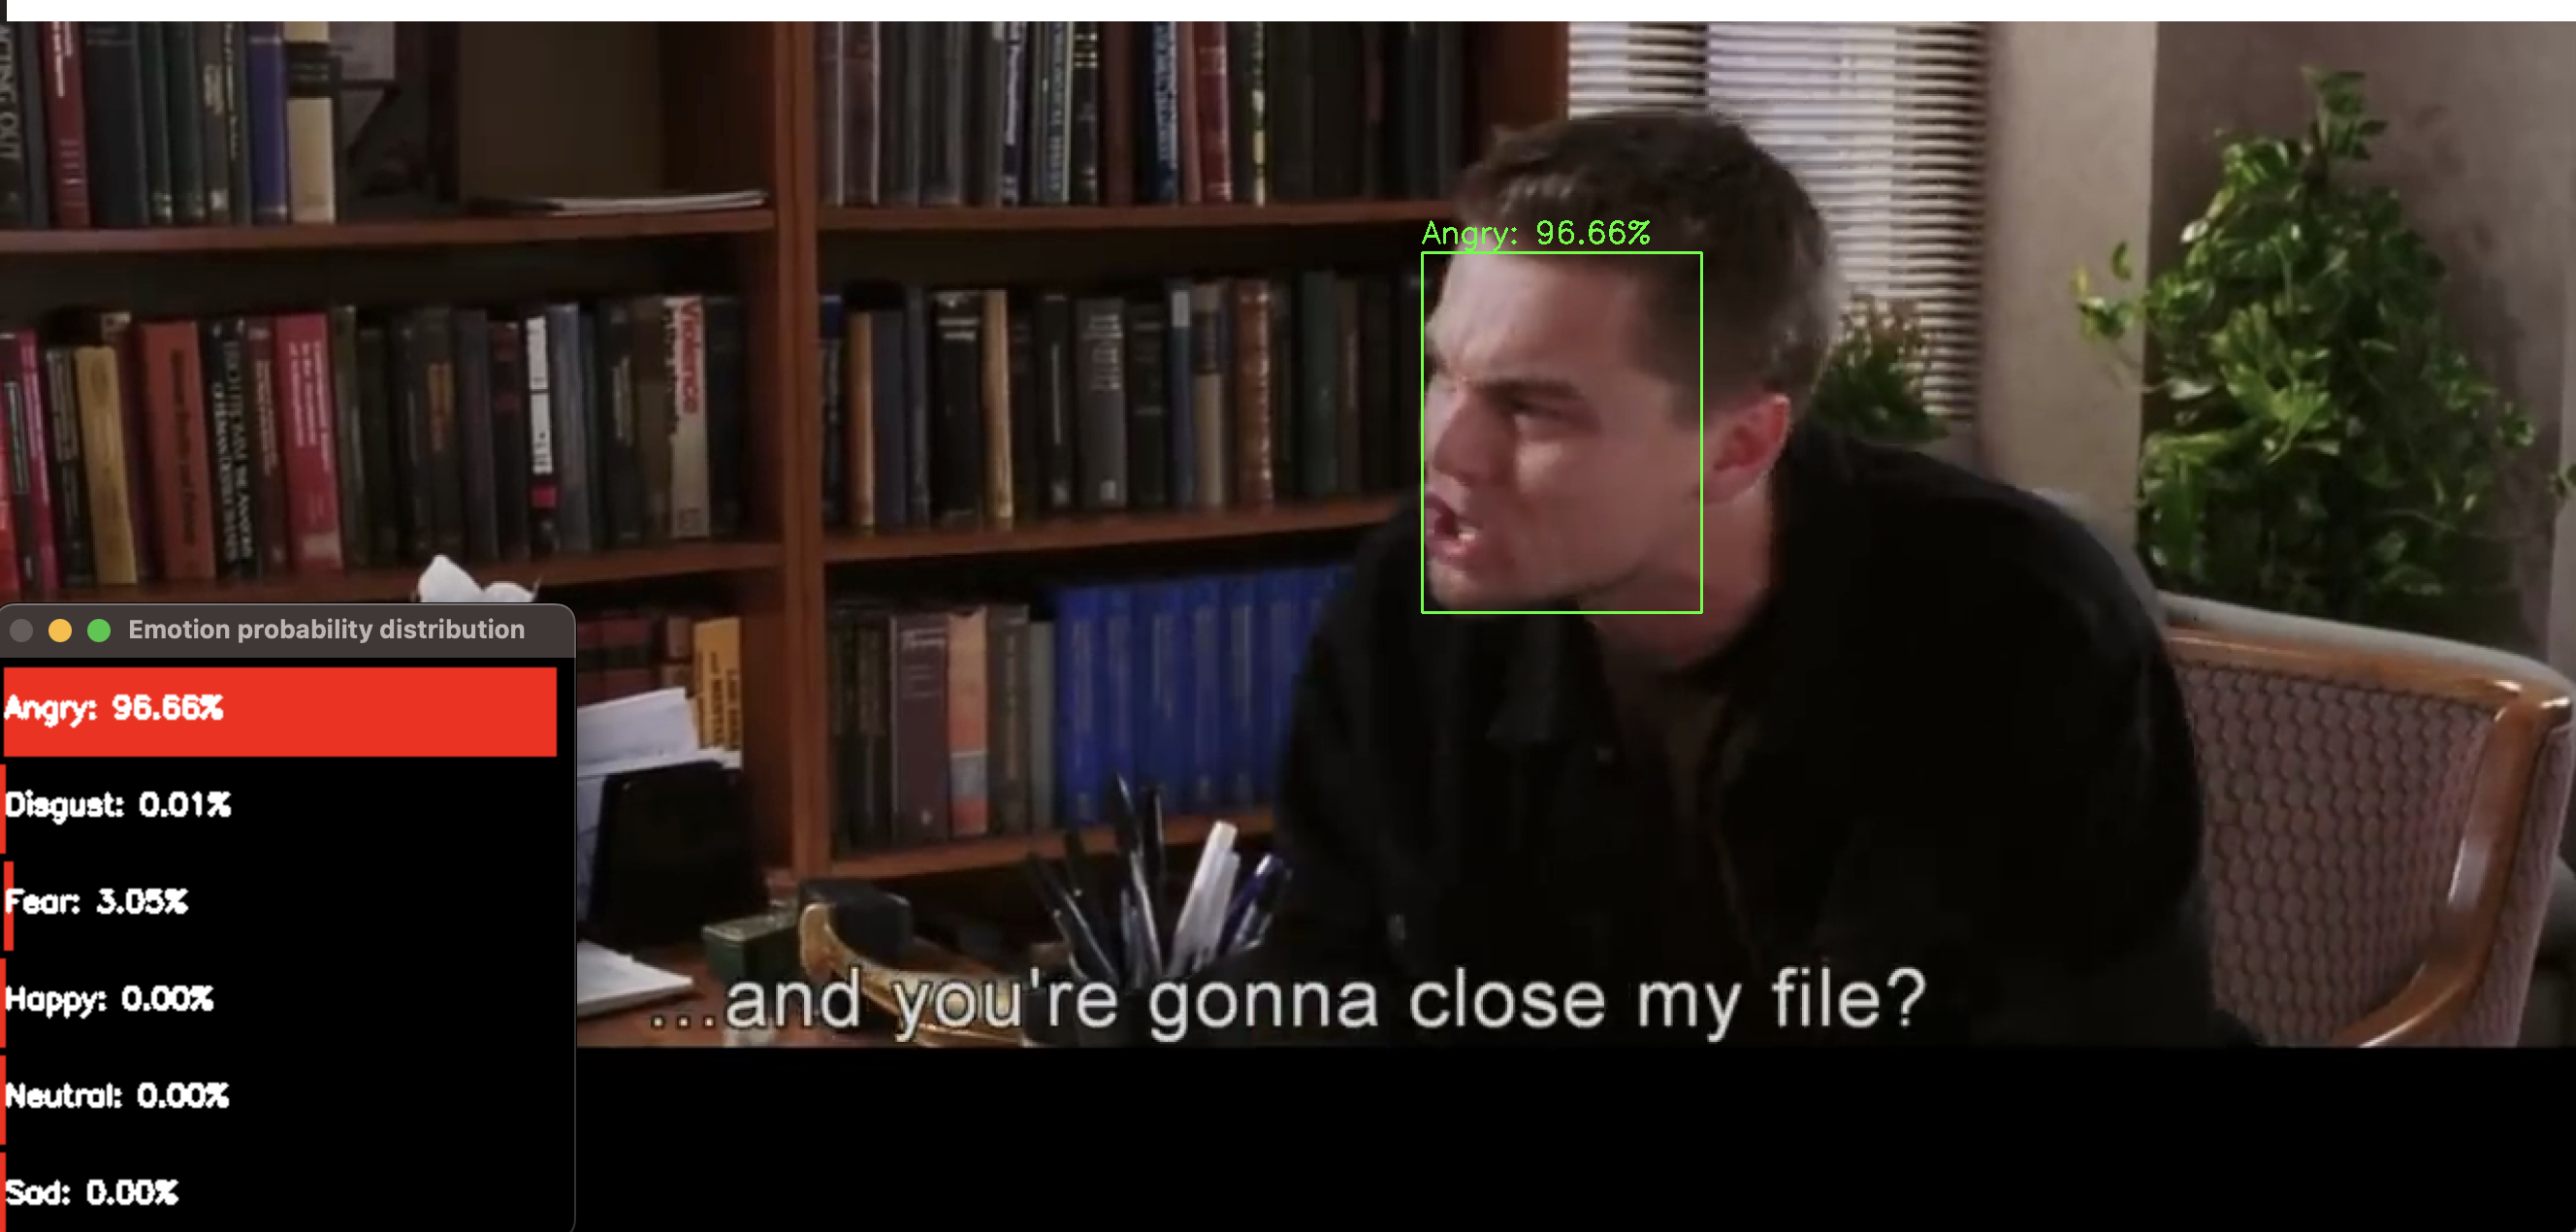 Violence
Angry: 96.66%
Emotion probability distribution
Angry: 96.66%
Disgust: 0.01%
Fear: 3.05%
Happy: 0.00%
Neutral: 0.00%
Sad: 0.00%
...and you're gonna close my file?